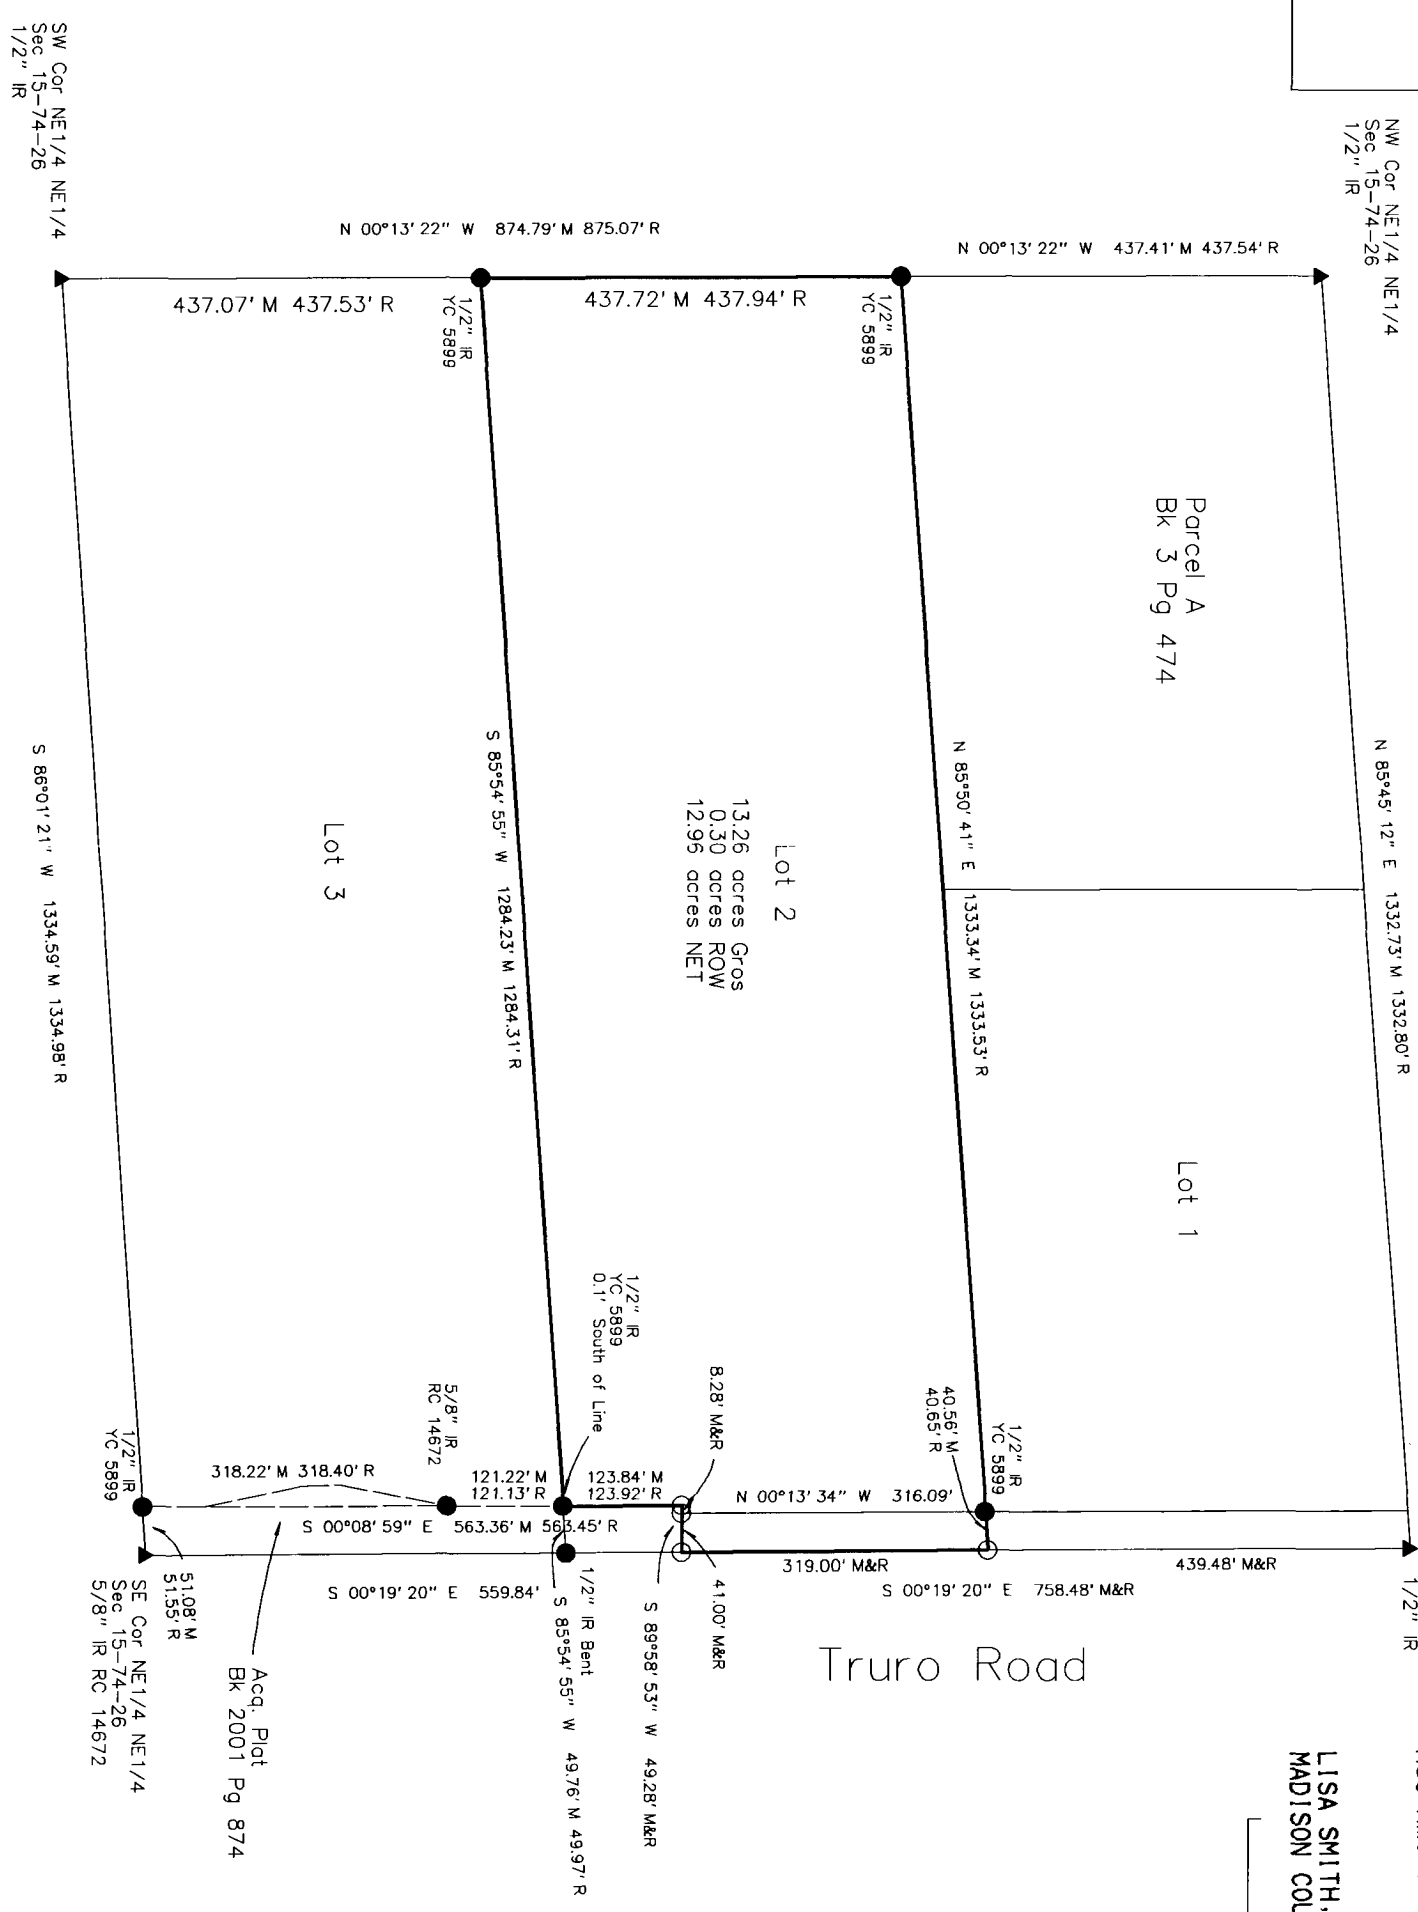 NW Cor NE1/4 NE1/4
Sec 15-74-26
1/2" IR
SW Cor NE1/4 NE1/4
Sec 15-74-26
1/2" IR
N 00°13'22" W 874.79' M 875.07' R
N 00°13'22" W 437.41' M 437.54' R
437.07' M 437.53' R
437.72' M 437.94' R
1/2" IR
YC 5899
1/2" IR
YC 5899
Parcel A
Bk 3 Pg 474
N 85°45'12" E 1332.73' M 1332.80' R
N 85°50'41" E 1333.34' M 1333.53' R
S 85°54'55" W 1284.23' M 1284.31' R
S 86°01'21" W 1334.59' M 1334.98' R
Lot 2
13.26 acres Gros
0.30 acres ROW
12.96 acres NET
Lot 3
Lot 1
1/2" IR
YC 5899
0.1' South of Line
8.28' M&R
40.56' M
40.65' R
1/2" IR
YC 5899
5/8" IR
RC 14672
1/2" IR
YC 5899
318.22' M 318.40' R
121.22' M
121.13' R
123.84' M
123.92' R
N 00°13'34" W 316.09'
S 00°08'59" E 563.36' M 563.45' R
319.00' M&R
439.48' M&R
S 00°19'20" E 559.84'
S 00°19'20" E 758.48' M&R
51.08' M
51.55' R
SE Cor NE1/4 NE1/4
Sec 15-74-26
5/8" IR RC 14672
Acq. Plat
Bk 2001 Pg 874
1/2" IR Bent
S 85°54'55" W 49.76' M 49.97' R
41.00' M&R
S 89°58'53" W 49.28' M&R
Truro Road
1/2" IR
LISA SMITH,
MADISON COU